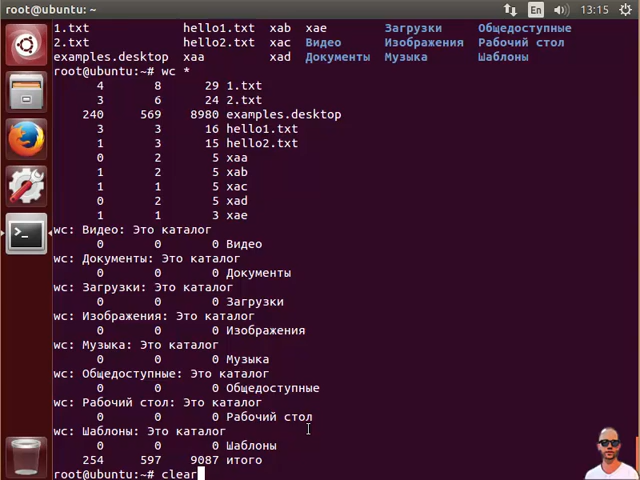 root@ubuntu: ~
En
13:15
1.txt hello1.txt xab xae Загрузки Общедоступные
2.txt hello2.txt xac Видео Изображения Рабочий стол
examples.desktop xaa xad Документы Музыка Шаблоны
root@ubuntu:~# wc *
4 8 29 1.txt
3 6 24 2.txt
240 569 8980 examples.desktop
3 3 16 hello1.txt
1 3 15 hello2.txt
0 2 5 xaa
1 2 5 xab
1 1 5 xac
0 2 5 xad
1 1 3 xae
wc: Видео: Это каталог
0 0 0 Видео
wc: Документы: Это каталог
0 0 0 Документы
wc: Загрузки: Это каталог
0 0 0 Загрузки
wc: Изображения: Это каталог
0 0 0 Изображения
wc: Музыка: Это каталог
0 0 0 Музыка
wc: Общедоступные: Это каталог
0 0 0 Общедоступные
wc: Рабочий стол: Это каталог
0 0 0 Рабочий стол
wc: Шаблоны: Это каталог
0 0 0 Шаблоны
254 597 9087 итого
root@ubuntu:~# clear